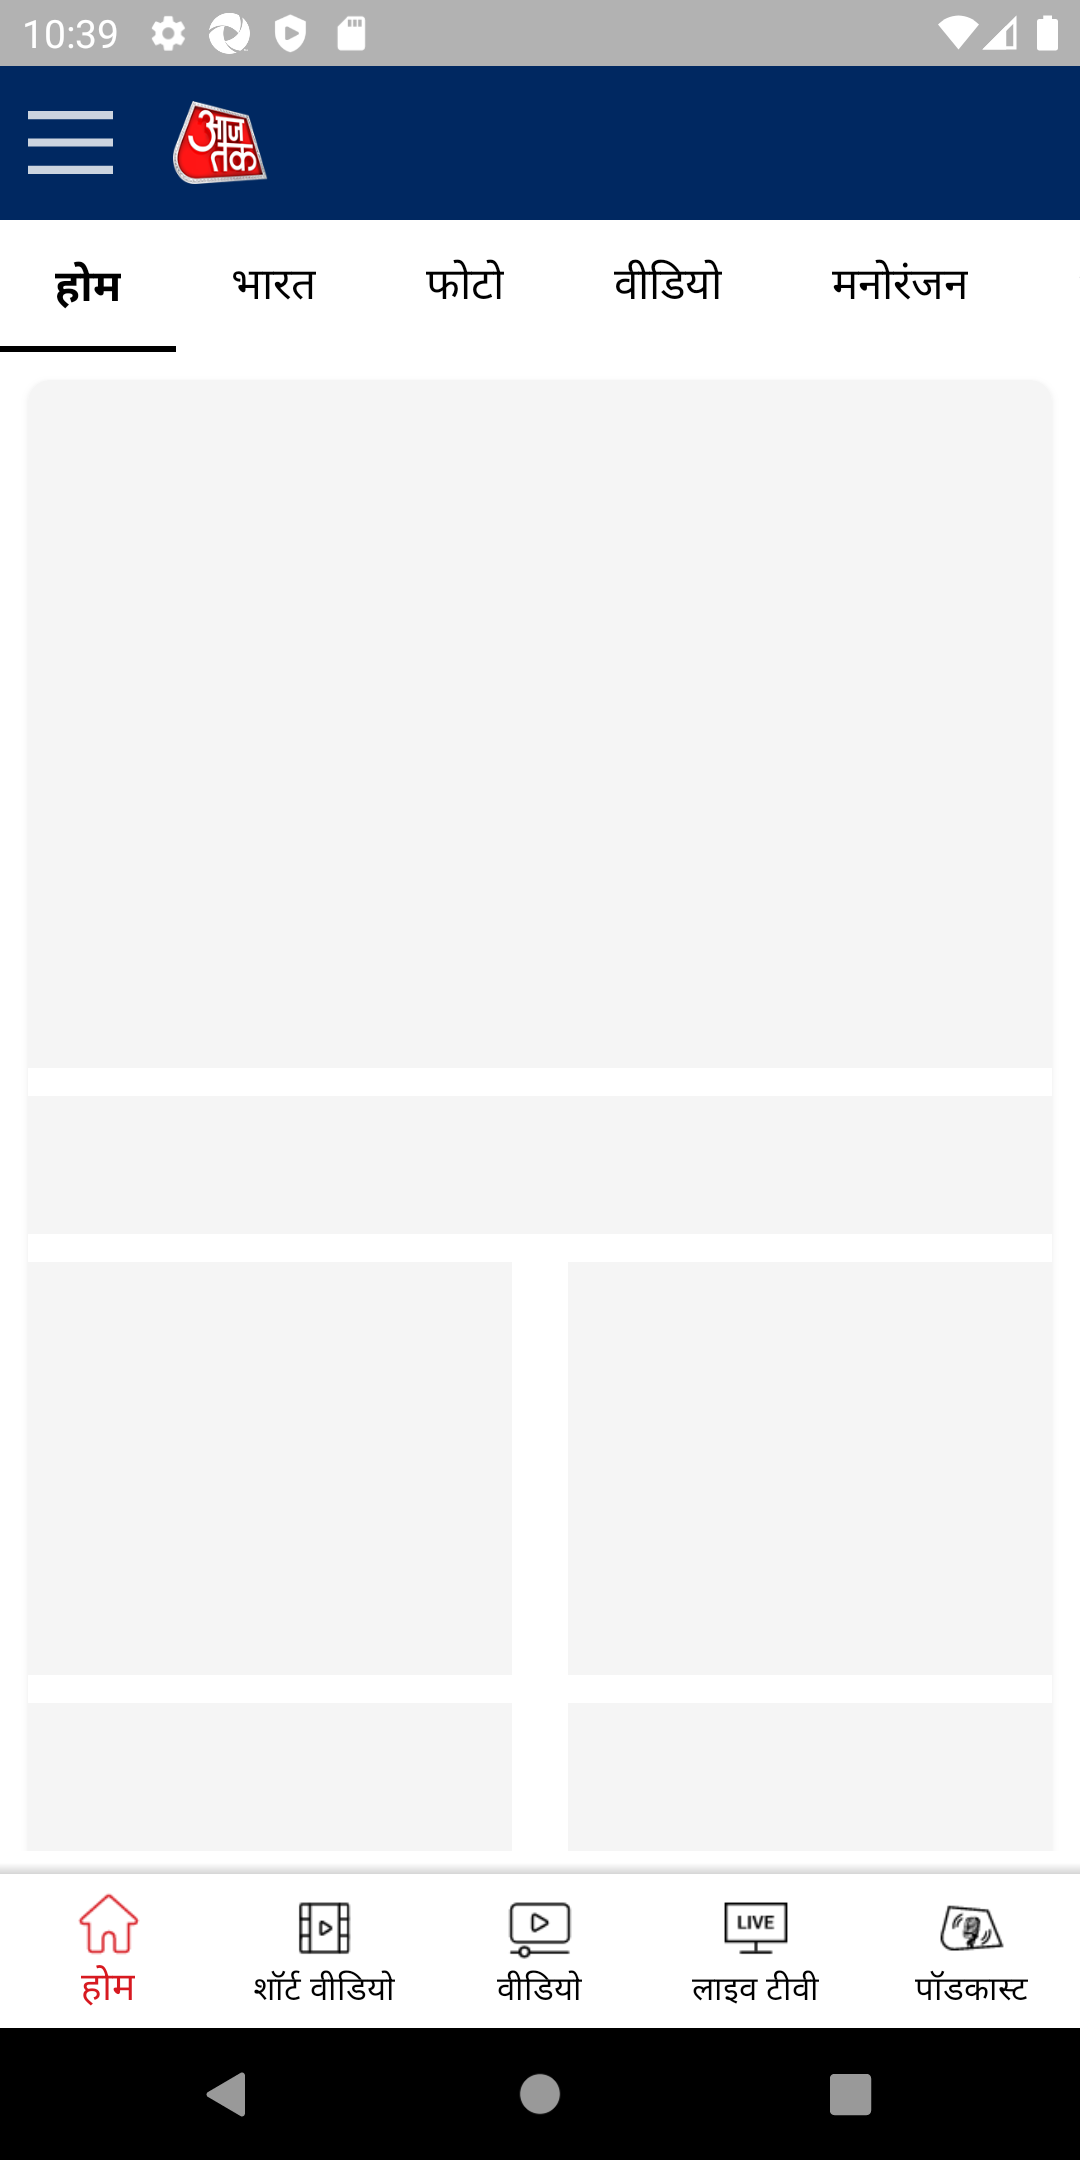 10:39
आज
तक
होम भारत फोटो वीडियो मनोरंजन
LIVE
होम शॉर्ट वीडियो वीडियो लाइव टीवी पॉडकास्ट